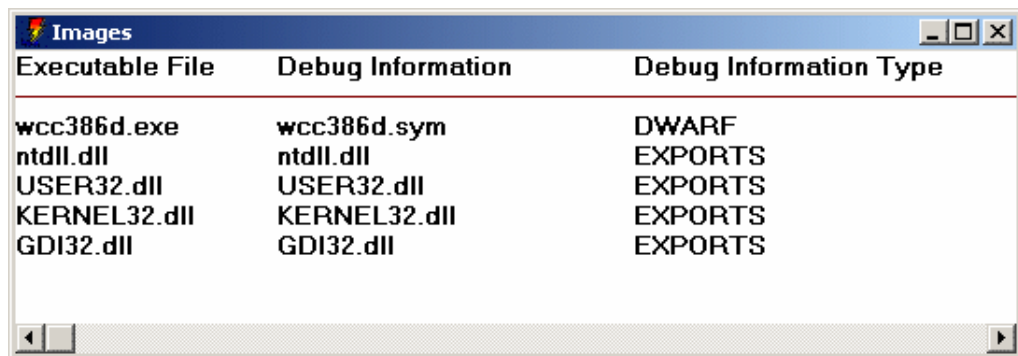 Images
Executable File Debug Information Debug Information Type
wcc386d.exe wcc386d.sym DWARF
ntdll.dll ntdll.dll EXPORTS
USER32.dll USER32.dll EXPORTS
KERNEL32.dll KERNEL32.dll EXPORTS
GDI32.dll GDI32.dll EXPORTS